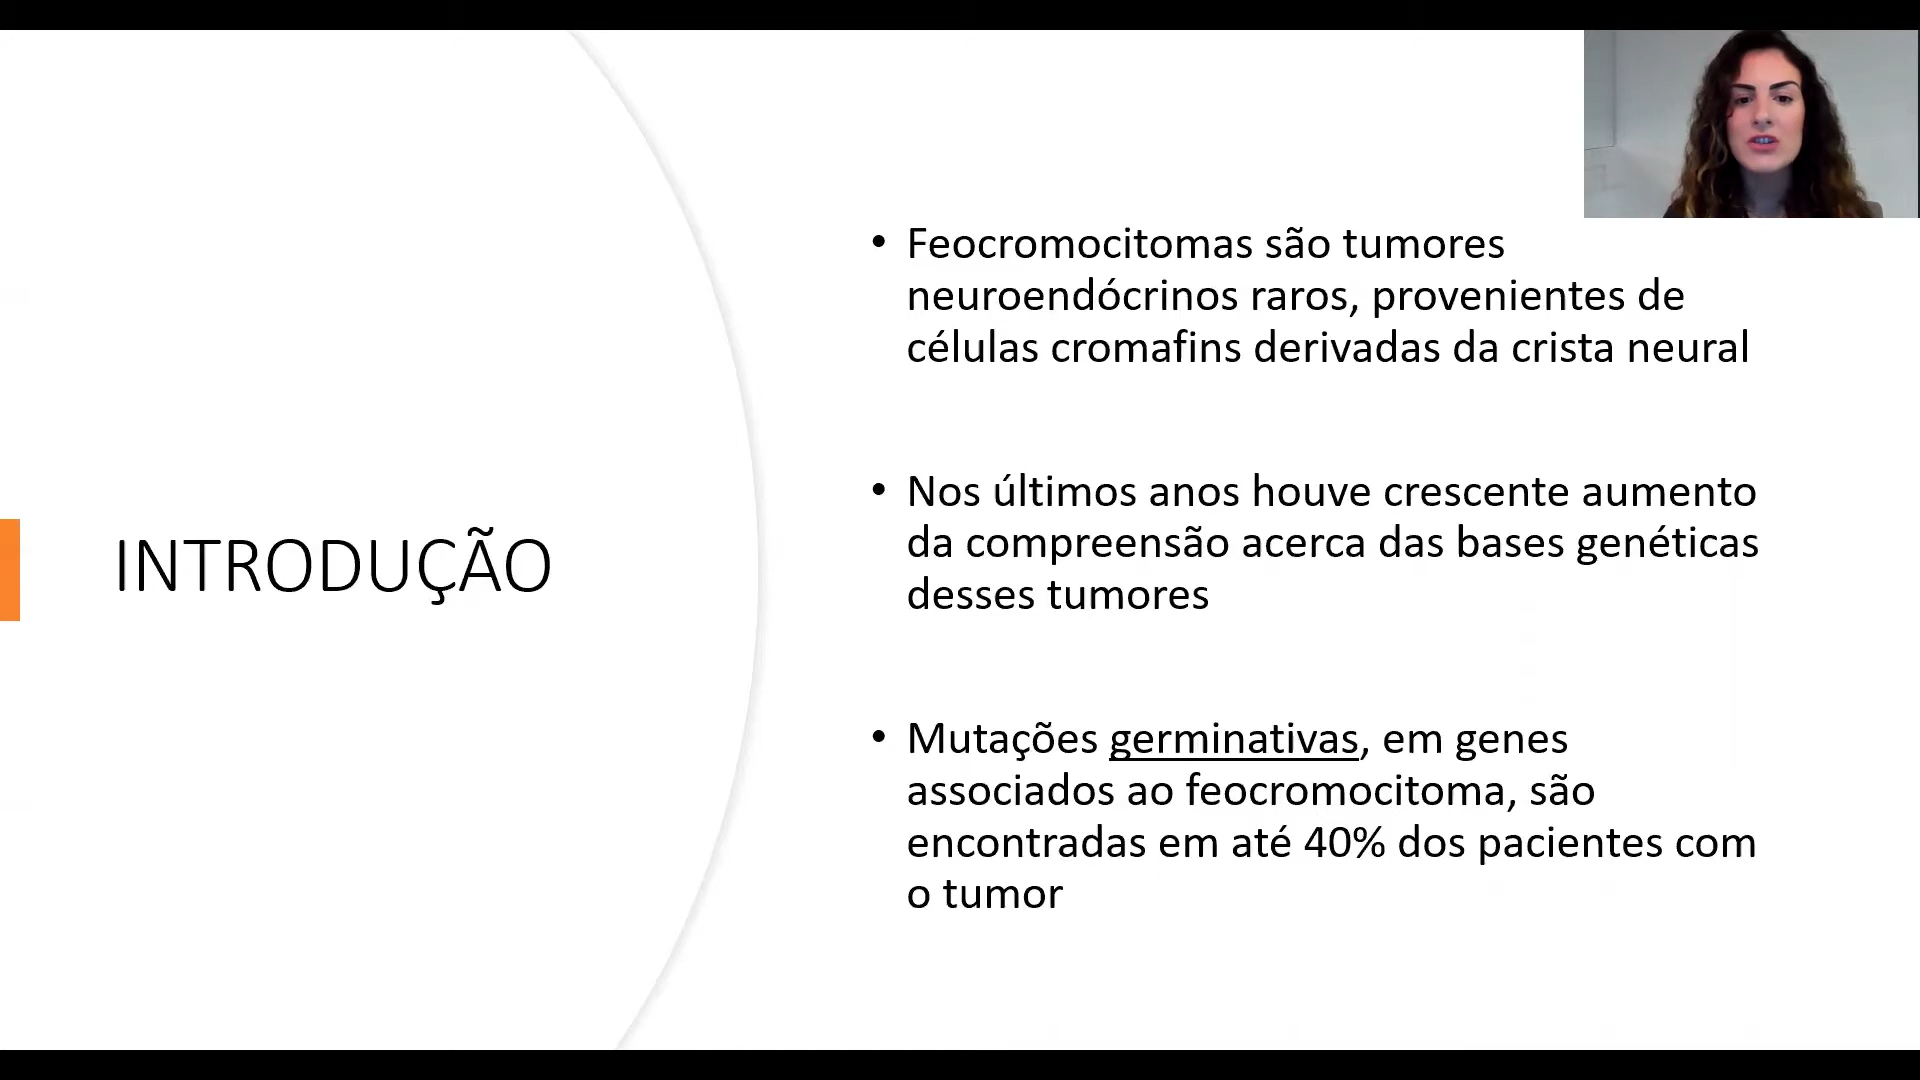 INTRODUÇÃO
• Feocromocitomas são tumores
neuroendócrinos raros, provenientes de
células cromafins derivadas da crista neural
• Nos últimos anos houve crescente aumento
da compreensão acerca das bases genéticas
desses tumores
• Mutações germinativas, em genes
associados ao feocromocitoma, são
encontradas em até 40% dos pacientes com
o tumor